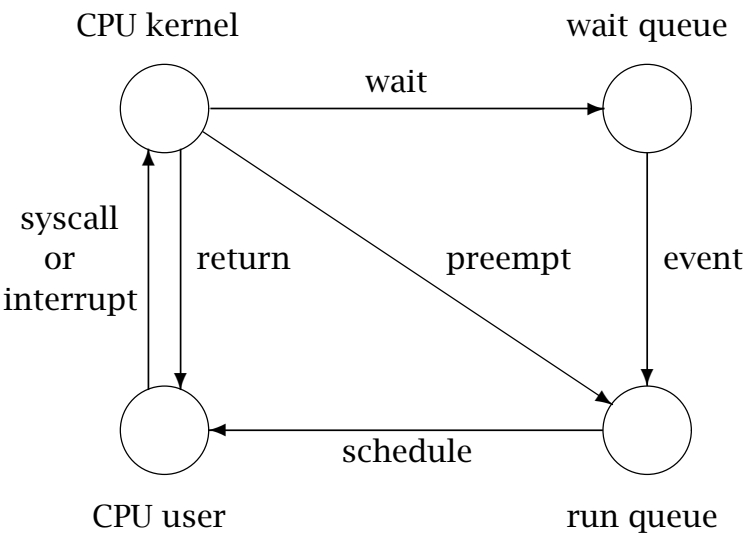 CPU kernel
wait queue
wait
syscall
or
interrupt
return
preempt
event
schedule
CPU user
run queue